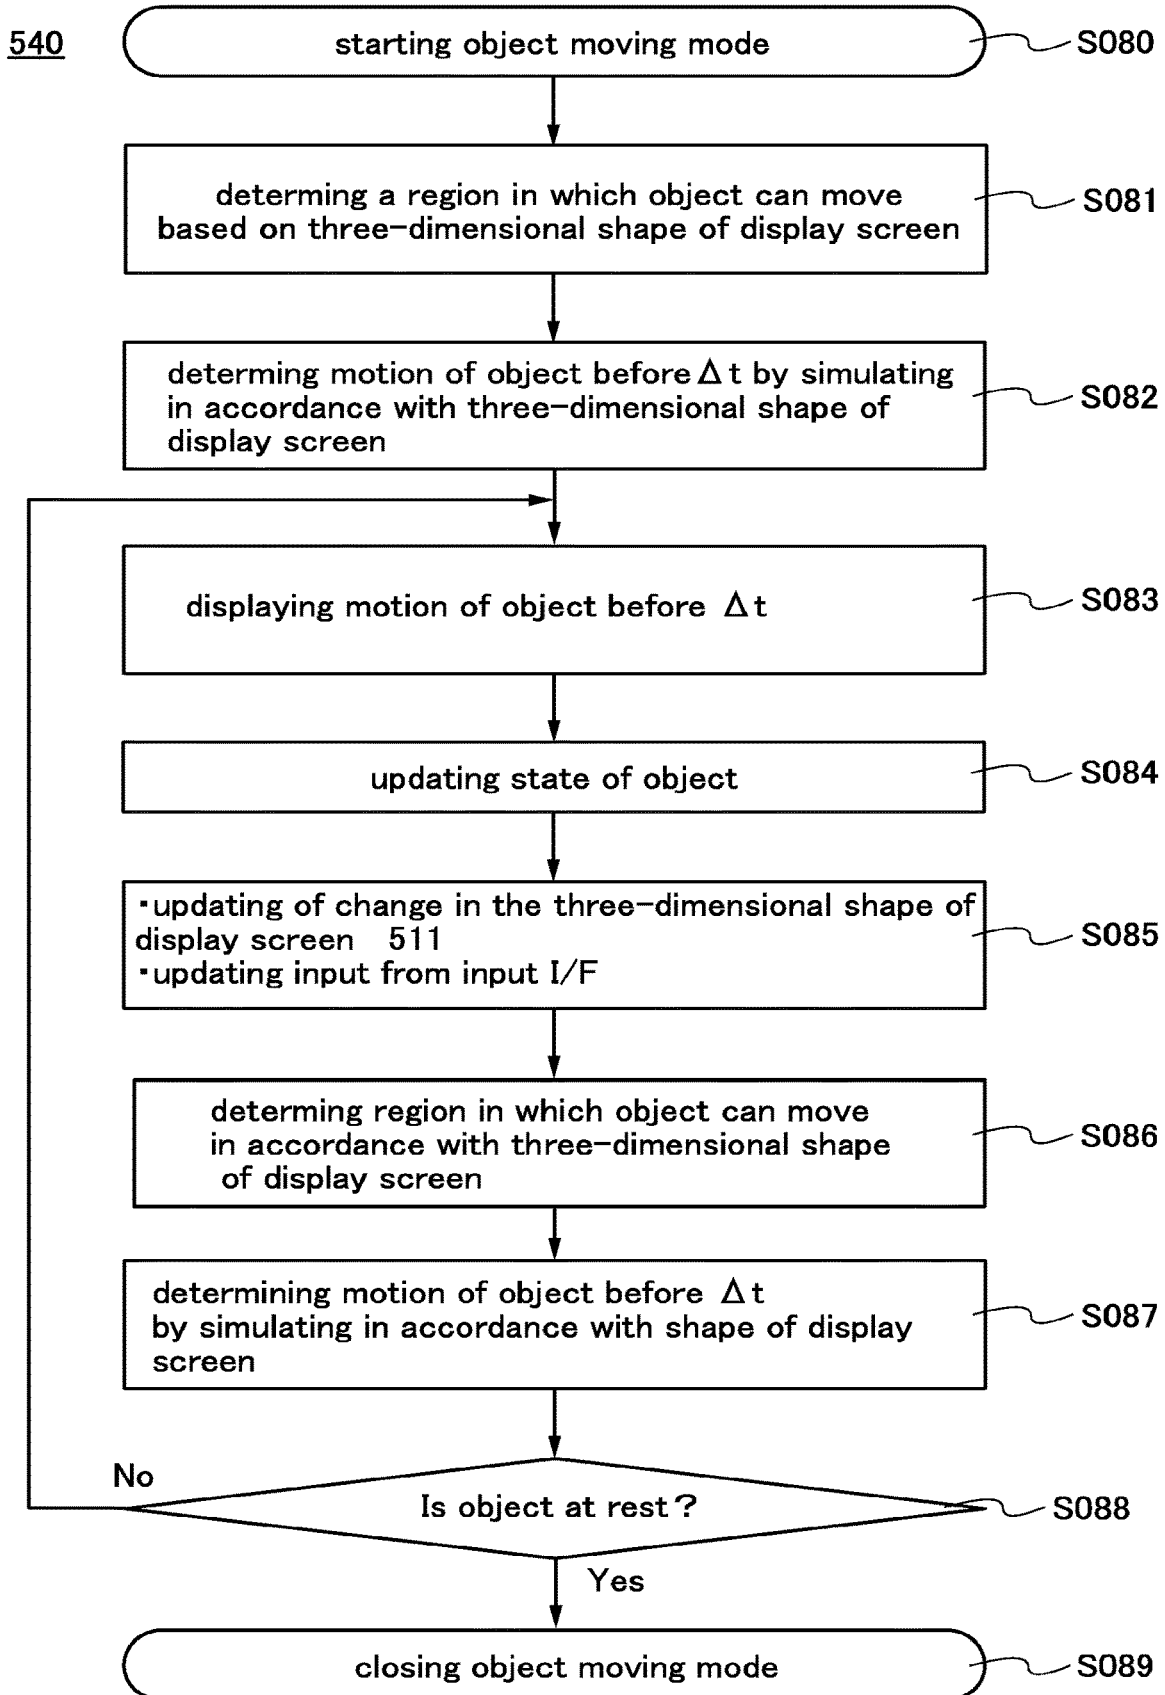 540
starting object moving mode
S080
determing a region in which object can move
based on three-dimensional shape of display screen
S081
determing motion of object before Δt by simulating
in accordance with three-dimensional shape of
display screen
S082
displaying motion of object before Δt
S083
updating state of object
S084
・updating of change in the three-dimensional shape of
display screen 511
・updating input from input I/F
S085
determing region in which object can move
in accordance with three-dimensional shape
of display screen
S086
determining motion of object before Δt
by simulating in accordance with shape of display
screen
S087
No
Is object at rest?
S088
Yes
closing object moving mode
S089